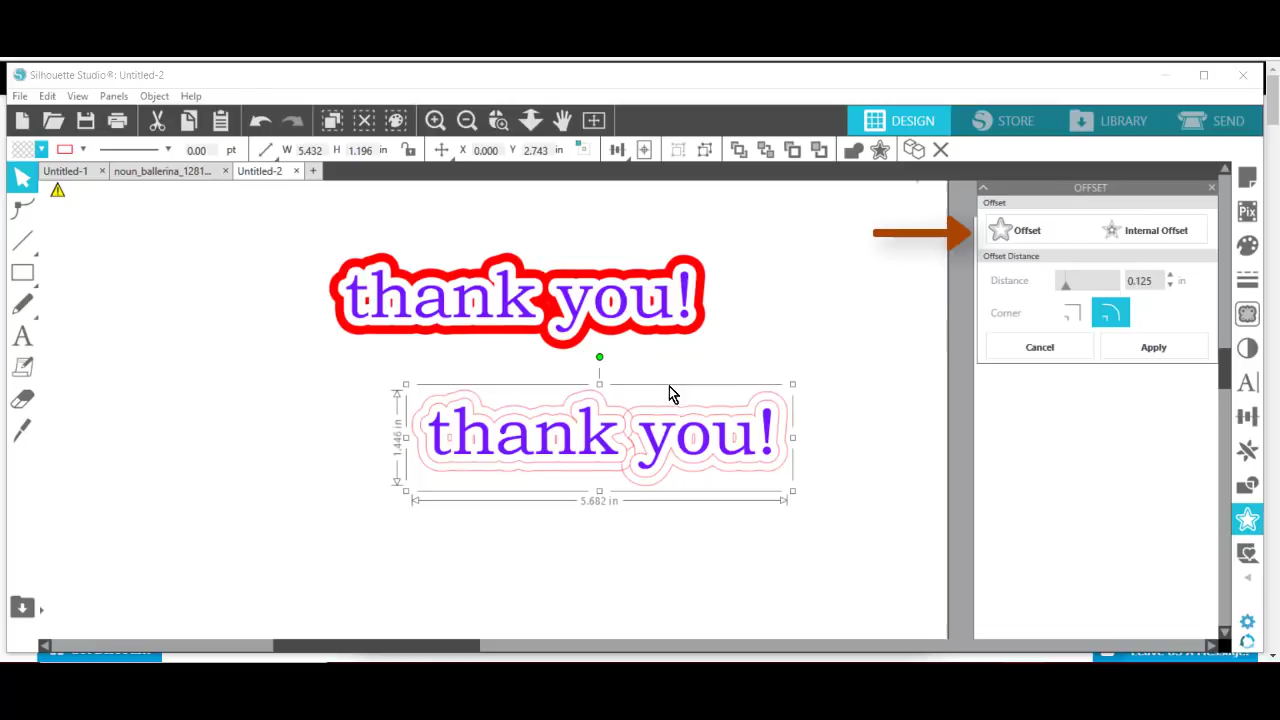 Silhouette Studio®: Untitled-2
File Edit View Panels Object Help
DESIGN STORE LIBRARY SEND
0.00 pt W 5.432 H 1.196 in X 0.000 Y 2.743 in
Untitled-1 × noun_ballerina_1281... × Untitled-2 × +
OFFSET
Offset
Offset Internal Offset
Offset Distance
Distance 0.125 in
Corner
Cancel Apply
Pix
thank you!
thank you!
1.446 in
5.682 in